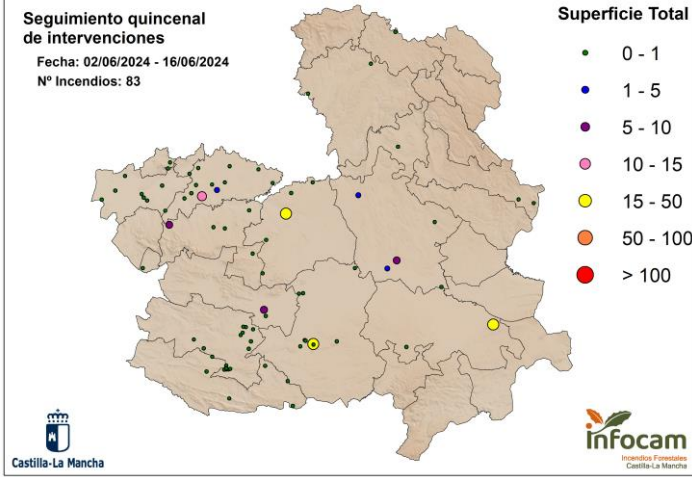 Seguimiento quincenal
de intervenciones
Fecha: 02/06/2024 - 16/06/2024
Nº Incendios: 83
Superficie Total
0 - 1
1 - 5
5 - 10
10 - 15
15 - 50
50 - 100
> 100
Castilla-La Mancha
infocam
Incendios Forestales
Castilla-La Mancha